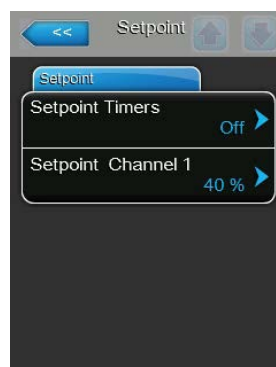 << Setpoint
Setpoint
Setpoint Timers
Off
Setpoint Channel 1
40 %